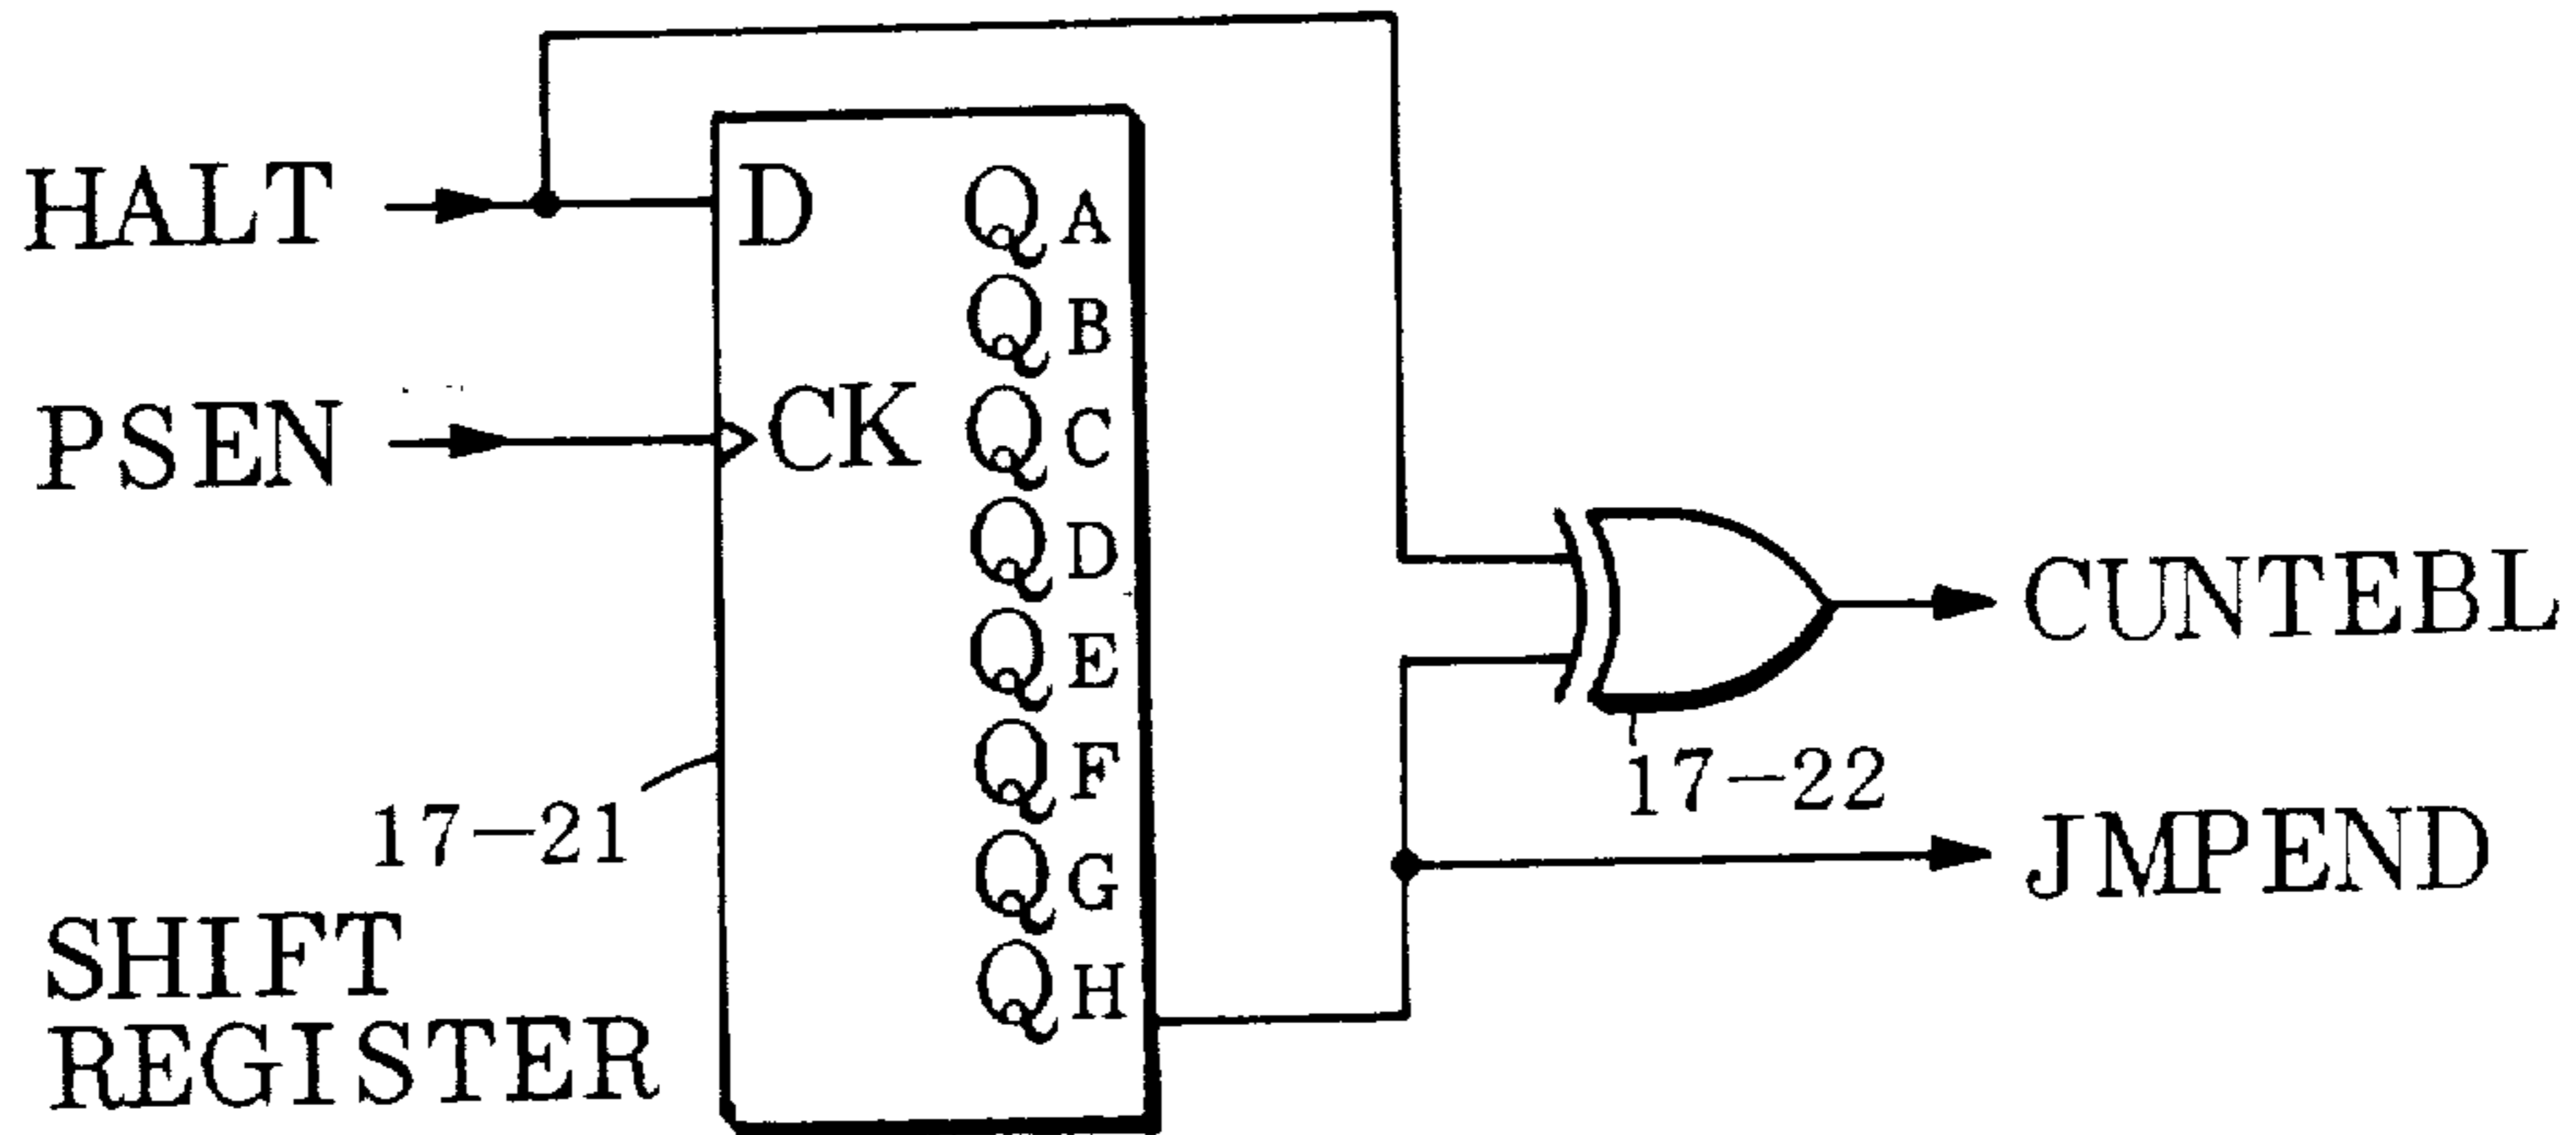 HALT
PSEN
D
CK
QA
QB
QC
QD
QE
QF
QG
QH
17-21
SHIFT
REGISTER
17-22
CUNTEBL
JMPEND